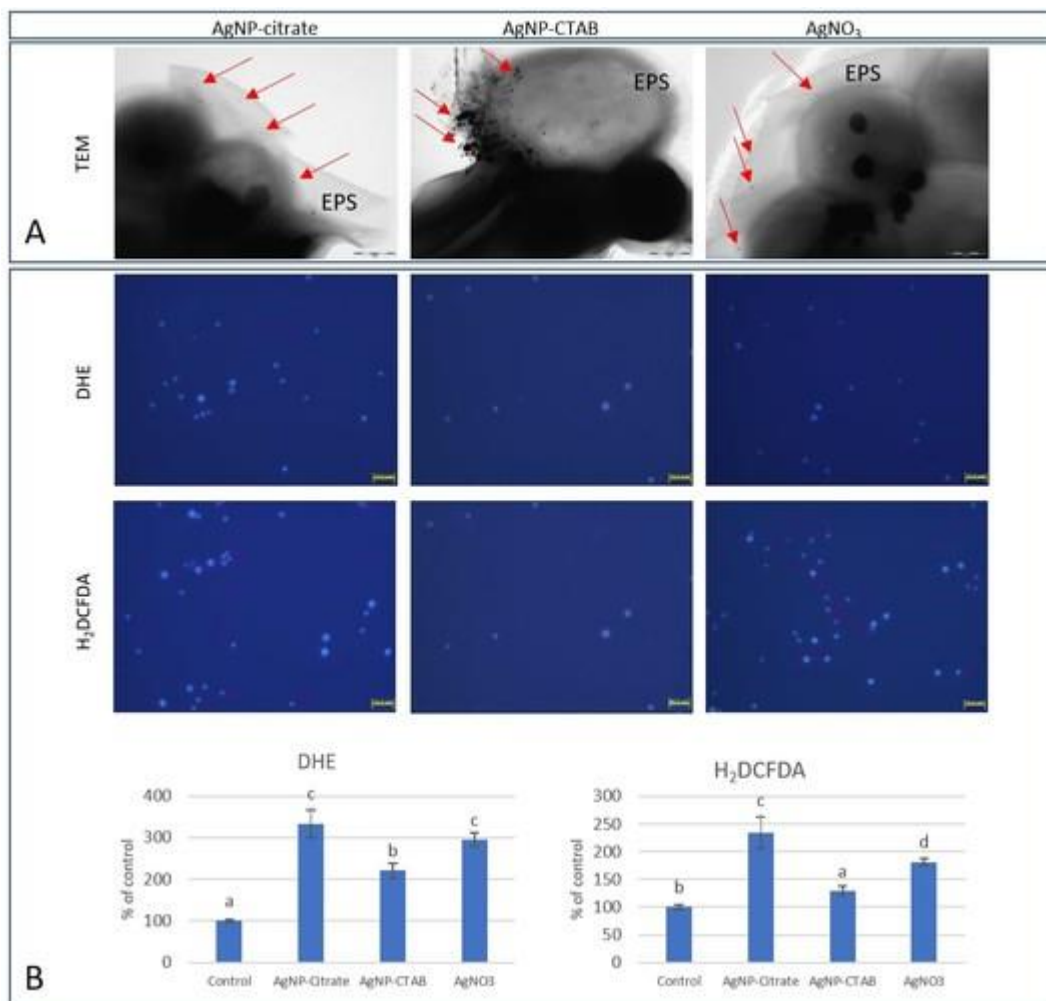 AgNP-citrate AgNP-CTAB AgNO₃
TEM
EPS
EPS
EPS
A
DHE
H₂DCFDA
DHE
400
300
200
100
0
% of control
a
c
b
c
Control AgNP-Citrate AgNP-CTAB AgNO3
H₂DCFDA
300
250
200
150
100
50
0
% of control
b
c
a
d
Control AgNP-Citrate AgNP-CTAB AgNO3
B